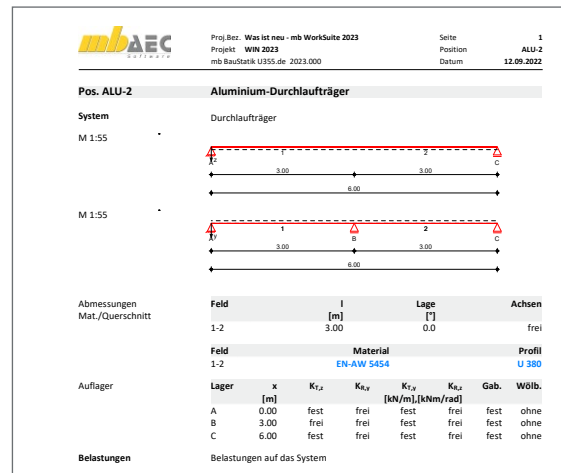 mbAEC
Software
Proj.Bez. Was ist neu - mb WorkSuite 2023 Seite 1
Projekt WIN 2023 Position ALU-2
mb BauStatik U355.de 2023.000 Datum 12.09.2022
Pos. ALU-2 Aluminium-Durchlaufträger
System Durchlaufträger
M 1:55
1 2
A z C
3.00 3.00
6.00
M 1:55
1 2
A y B C
3.00 3.00
6.00
Abmessungen Feld l Lage Achsen
Mat./Querschnitt [m] [°]
1-2 3.00 0.0 frei
Feld Material Profil
1-2 EN-AW 5454 U 380
Auflager Lager x K_T,z K_R,y K_T,y K_R,z Gab. Wölb.
[m] [kN/m],[kNm/rad]
A 0.00 fest frei fest frei fest ohne
B 3.00 frei frei fest frei fest ohne
C 6.00 fest frei fest frei fest ohne
Belastungen Belastungen auf das System